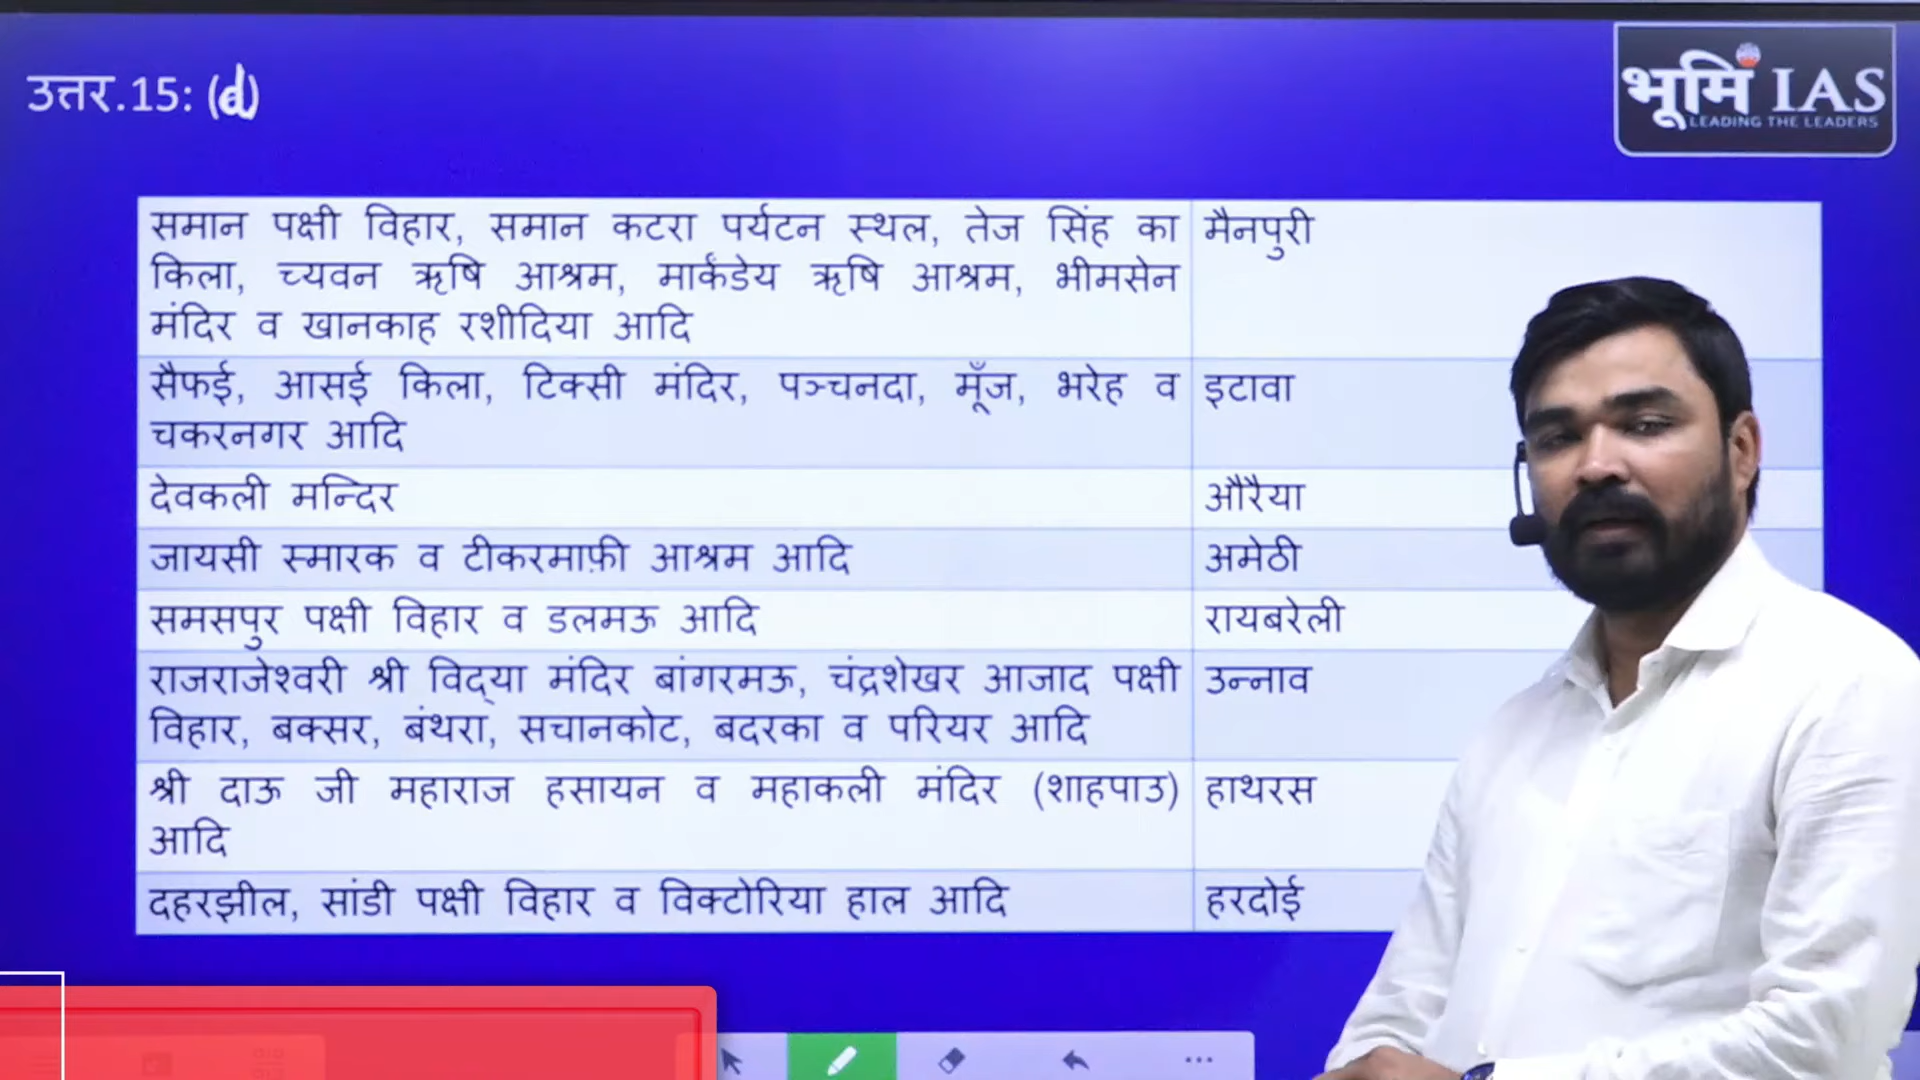 उत्तर.15: (d)
भूमि IAS
LEADING THE LEADERS
समान पक्षी विहार, समान कटरा पर्यटन स्थल, तेज सिंह का मैनपुरी
किला, च्यवन ऋषि आश्रम, मार्कंडेय ऋषि आश्रम, भीमसेन
मंदिर व खानकाह रशीदिया आदि
सैफई, आसई किला, टिक्सी मंदिर, पञ्चनदा, मूँज, भरेह व इटावा
चकरनगर आदि
देवकली मन्दिर औरैया
जायसी स्मारक व टीकरमाफ़ी आश्रम आदि अमेठी
समसपुर पक्षी विहार व डलमऊ आदि रायबरेली
राजराजेश्वरी श्री विद्या मंदिर बांगरमऊ, चंद्रशेखर आजाद पक्षी उन्नाव
विहार, बक्सर, बंथरा, सचानकोट, बदरका व परियर आदि
श्री दाऊ जी महाराज हसायन व महाकली मंदिर (शाहपाउ) हाथरस
आदि
दहरझील, सांडी पक्षी विहार व विक्टोरिया हाल आदि हरदोई